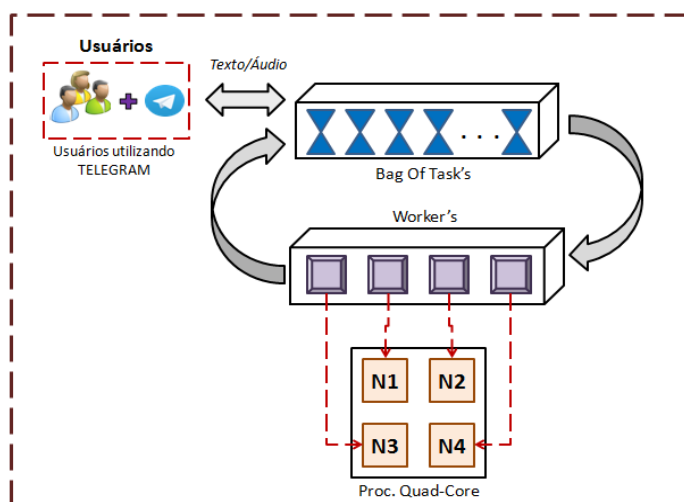 Usuários
Texto/Áudio
Usuários utilizando
TELEGRAM
. . .
Bag Of Task's
Worker's
N1 N2
N3 N4
Proc. Quad-Core